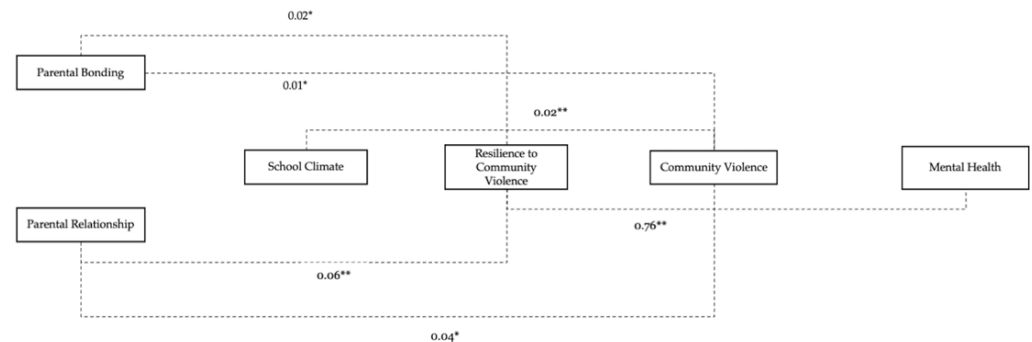 0.02*
Parental Bonding
0.01*
0.02**
School Climate
Resilience to
Community
Violence
Community Violence
Mental Health
Parental Relationship
0.76**
0.06**
0.04*